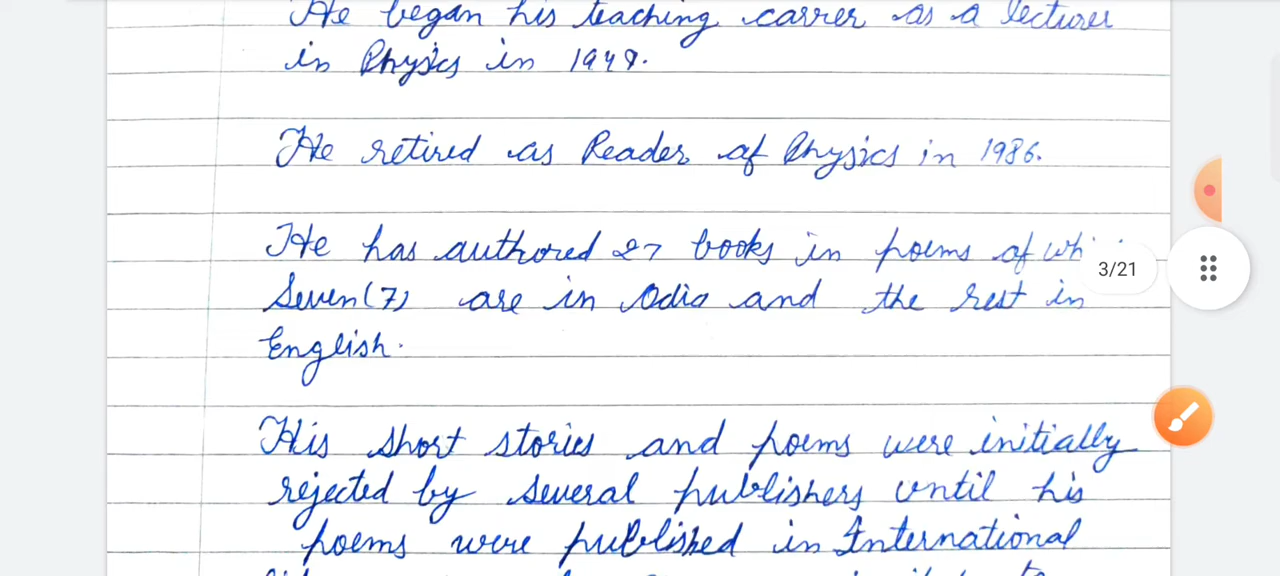 He began his teaching carrer as a lecturer
in Physics in 1949.
He retired as Reader of Physics in 1986.
He has authored 27 books in poems of whi
3/21
Seven(7) are in Odia and the rest in
English.
His short stories and poems were initially
rejected by several publishers until his
poems were published in International